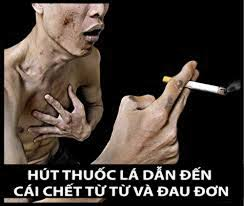 HÚT THUỐC LÁ DẪN ĐẾN
CÁI CHẾT TỪ TỪ VÀ ĐAU ĐƠN